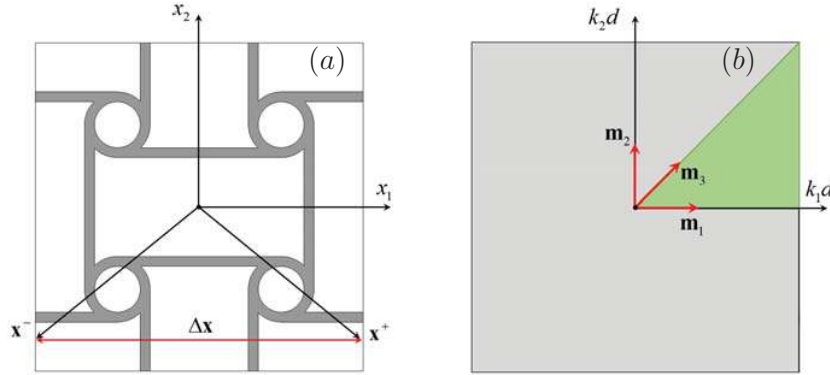 x₂
(a)
x₁
x⁻
Δx
x⁺
k₂d
(b)
m₂
m₃
k₁d
m₁